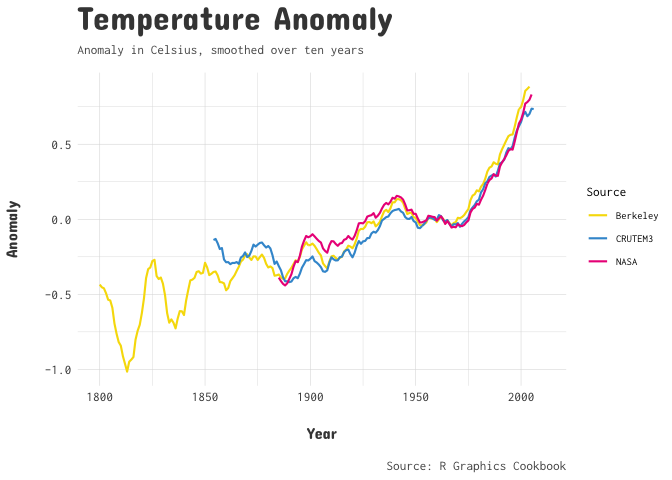 Temperature Anomaly
Anomaly in Celsius, smoothed over ten years
Anomaly
0.5
0.0
−0.5
−1.0
1800 1850 1900 1950 2000
Year
Source
Berkeley
CRUTEM3
NASA
Source: R Graphics Cookbook